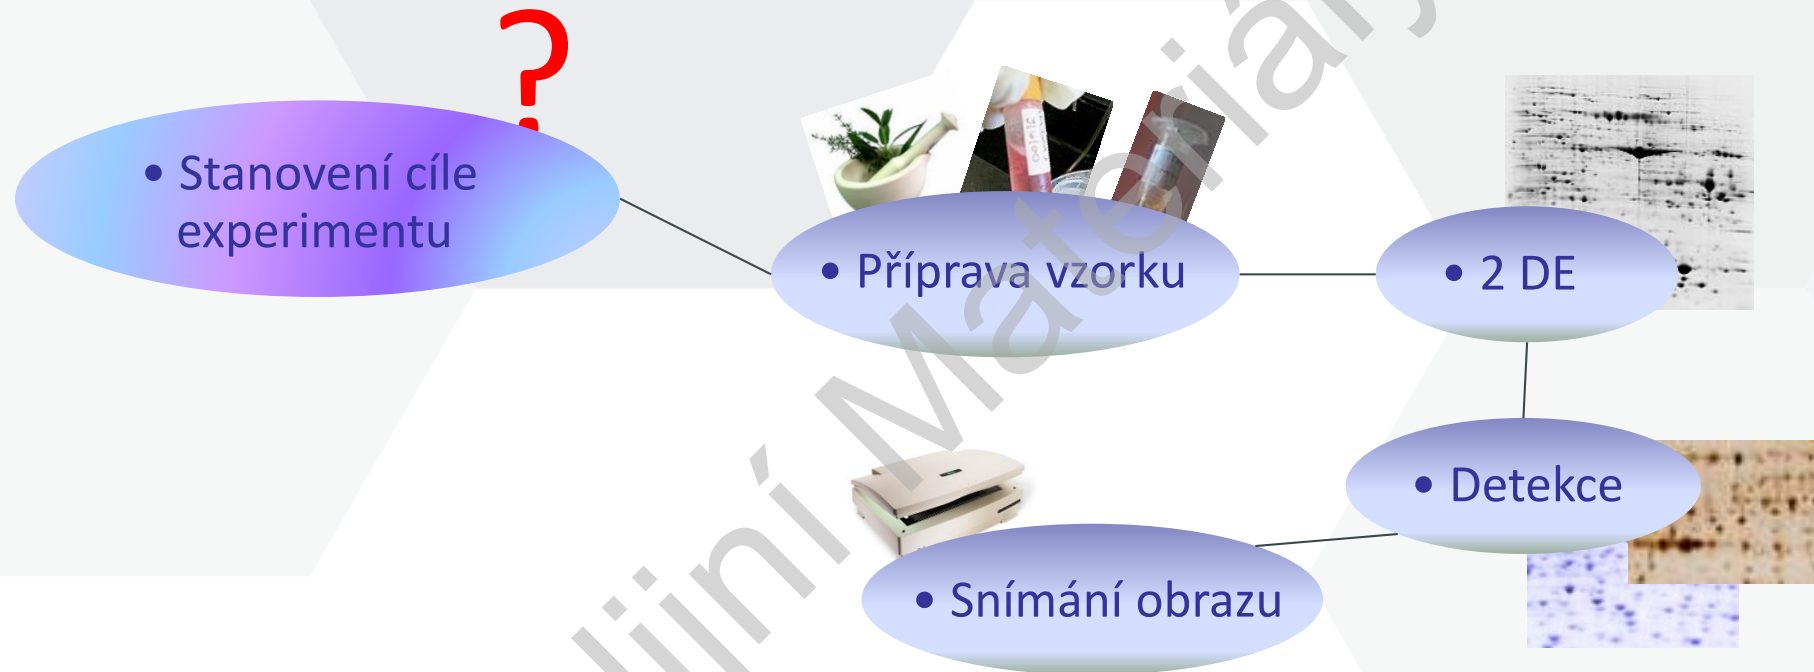 ?
• Stanovení cíle
experimentu
• Příprava vzorku
• 2 DE
• Detekce
• Snímání obrazu